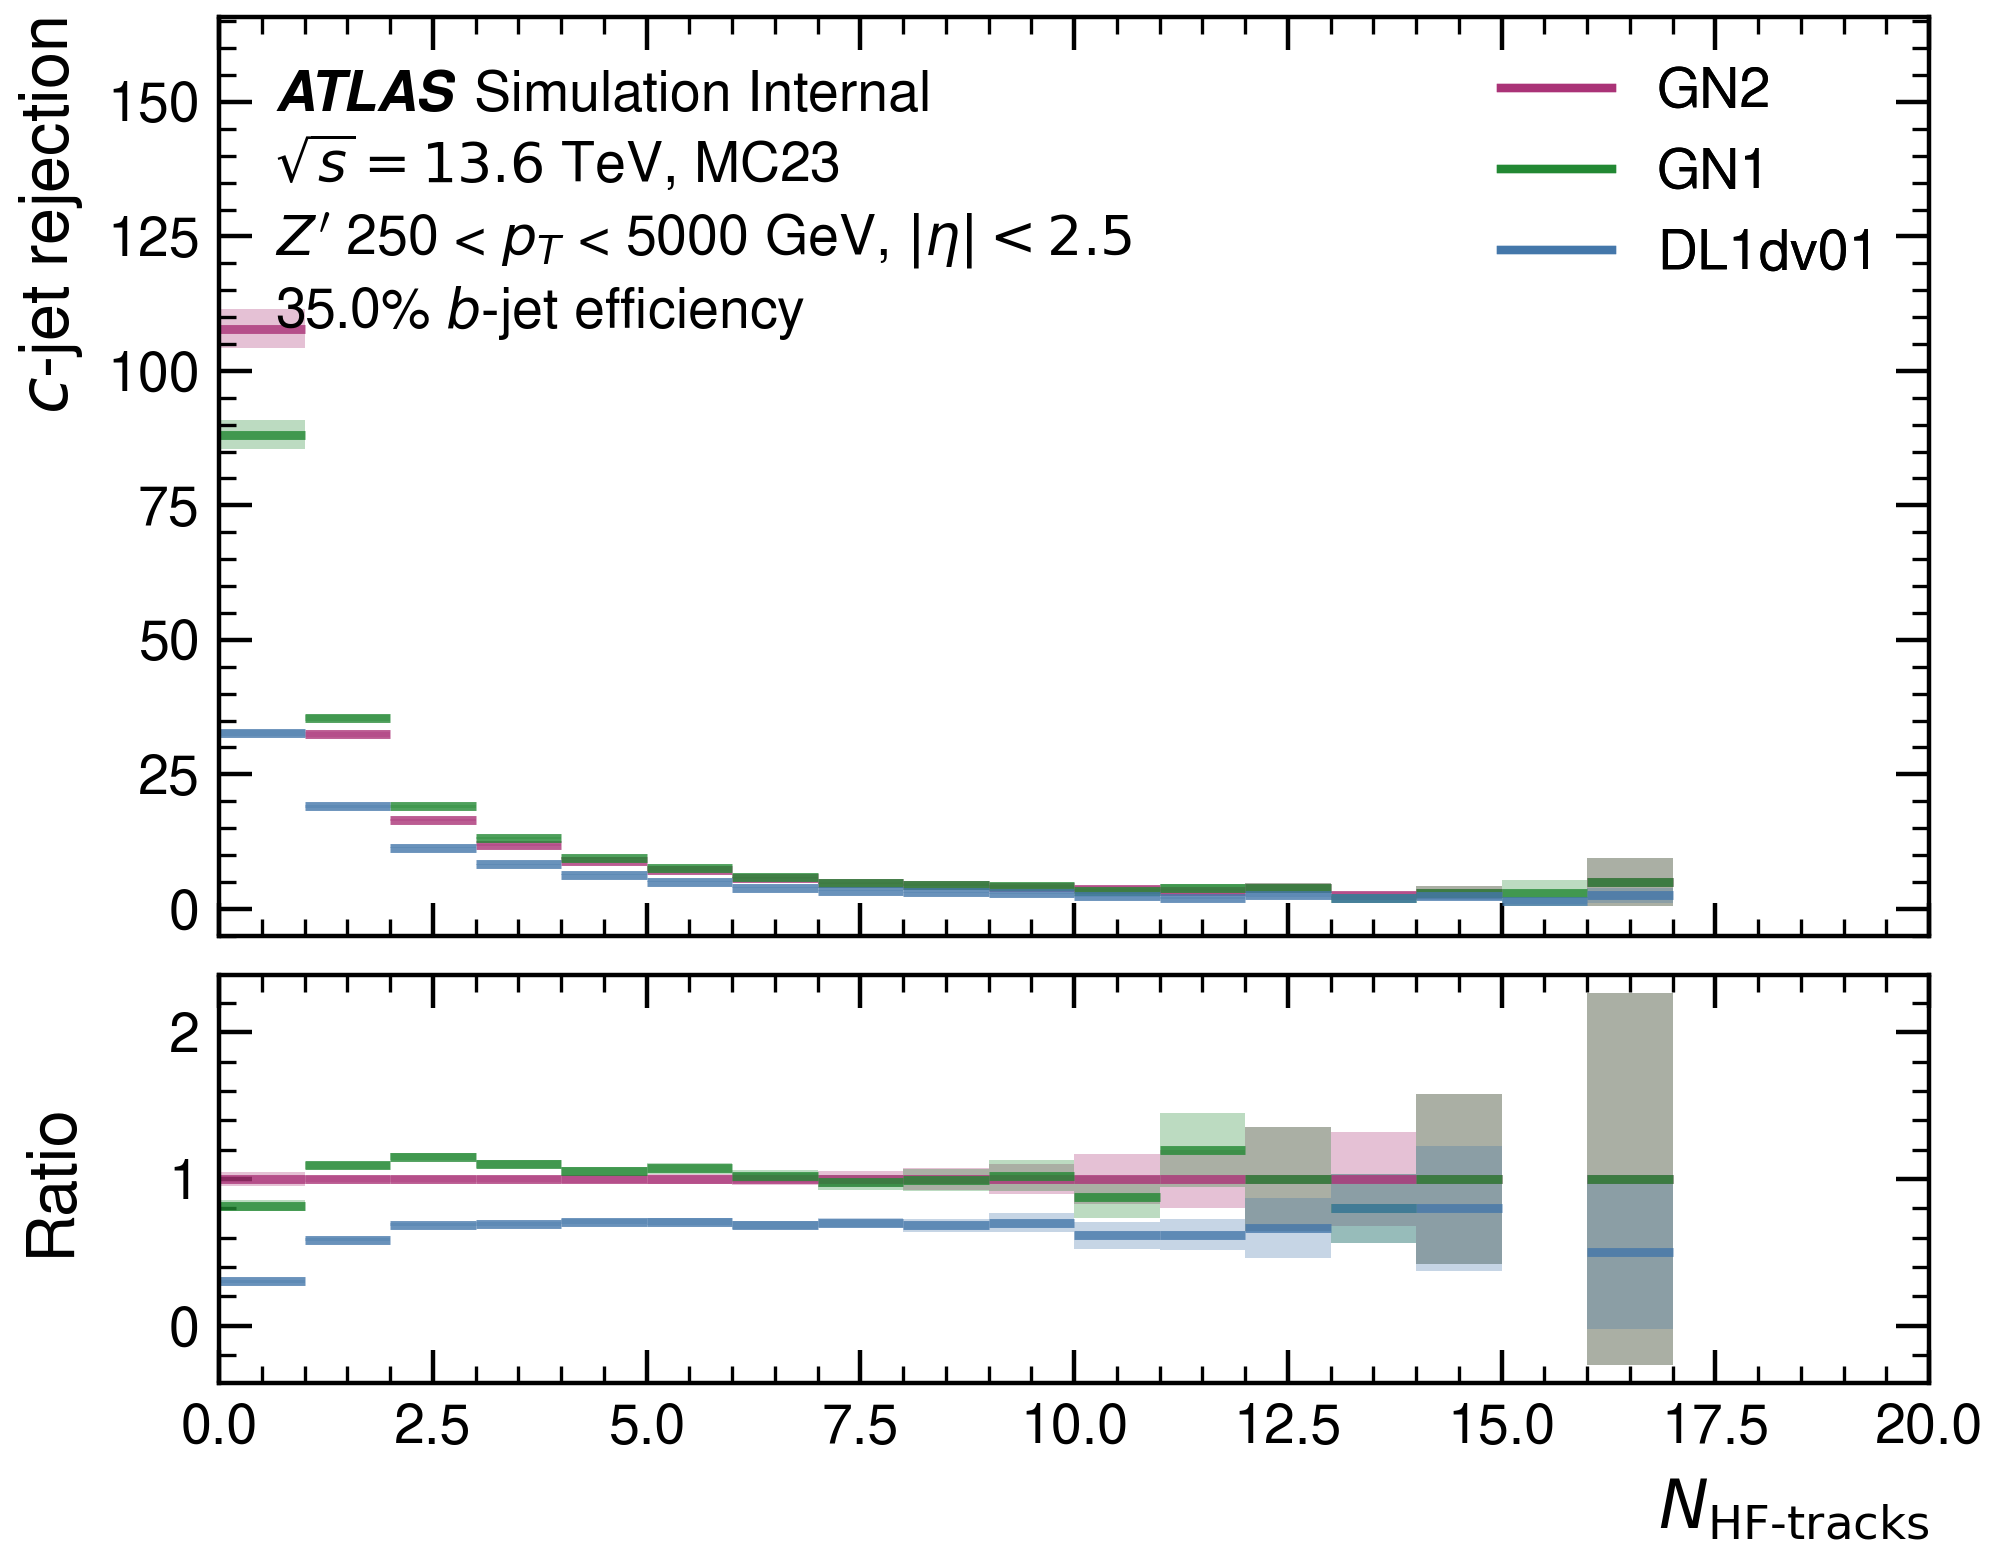 c-jet rejection
ATLAS Simulation Internal
√s = 13.6 TeV, MC23
Z′ 250 < p_T < 5000 GeV, |η| < 2.5
35.0% b-jet efficiency
GN2
GN1
DL1dv01
150
125
100
75
50
25
0
Ratio
2
1
0
0.0 2.5 5.0 7.5 10.0 12.5 15.0 17.5 20.0
N_HF-tracks